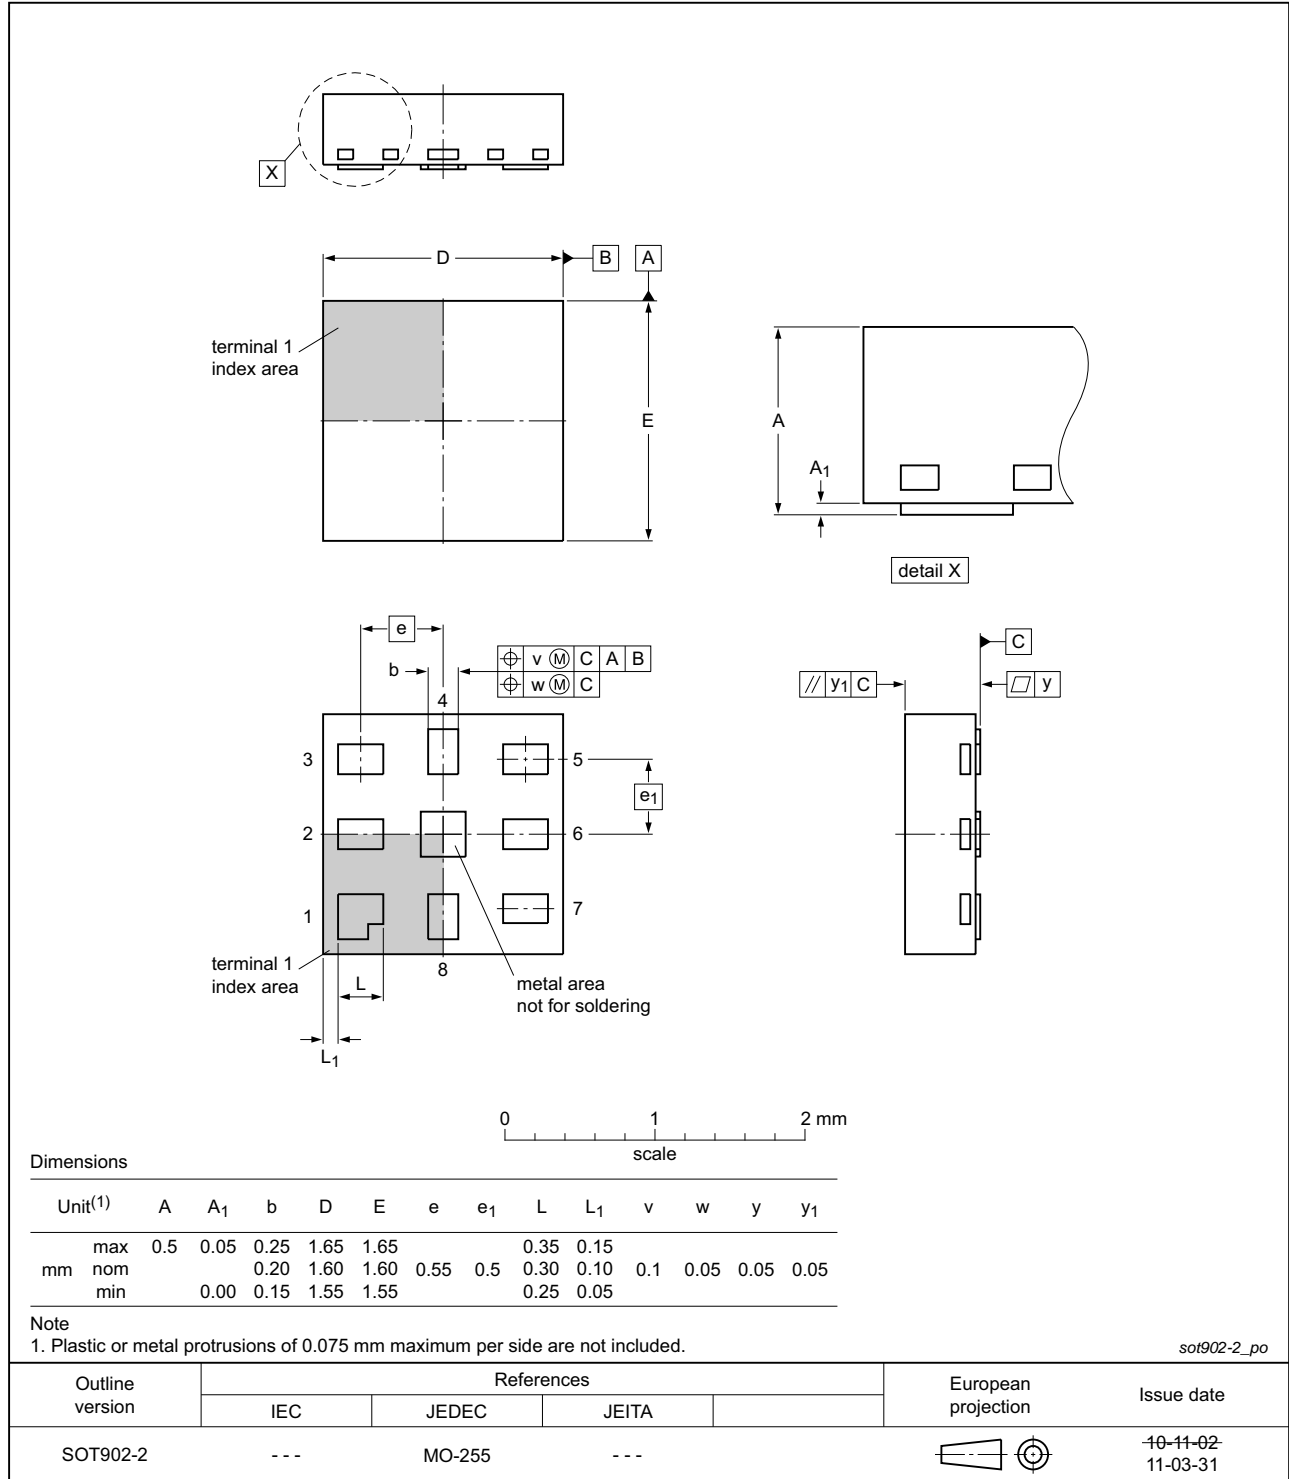 X
D
B
A
terminal 1
index area
E
A
A1
detail X
e
b
v M C A B
w M C
4
3
5
e1
2
6
1
7
8
terminal 1
index area
L
L1
metal area
not for soldering
C
y1 C
y
0 1 2 mm
scale
Dimensions
Unit(1) A A1 b D E e e1 L L1 v w y y1
max 0.5 0.05 0.25 1.65 1.65 0.35 0.15
mm nom 0.20 1.60 1.60 0.55 0.5 0.30 0.10 0.1 0.05 0.05 0.05
min 0.00 0.15 1.55 1.55 0.25 0.05
Note
1. Plastic or metal protrusions of 0.075 mm maximum per side are not included.
sot902-2_po
Outline
version
References
IEC JEDEC JEITA
European
projection
Issue date
SOT902-2 - - - MO-255 - - -
10-11-02
11-03-31